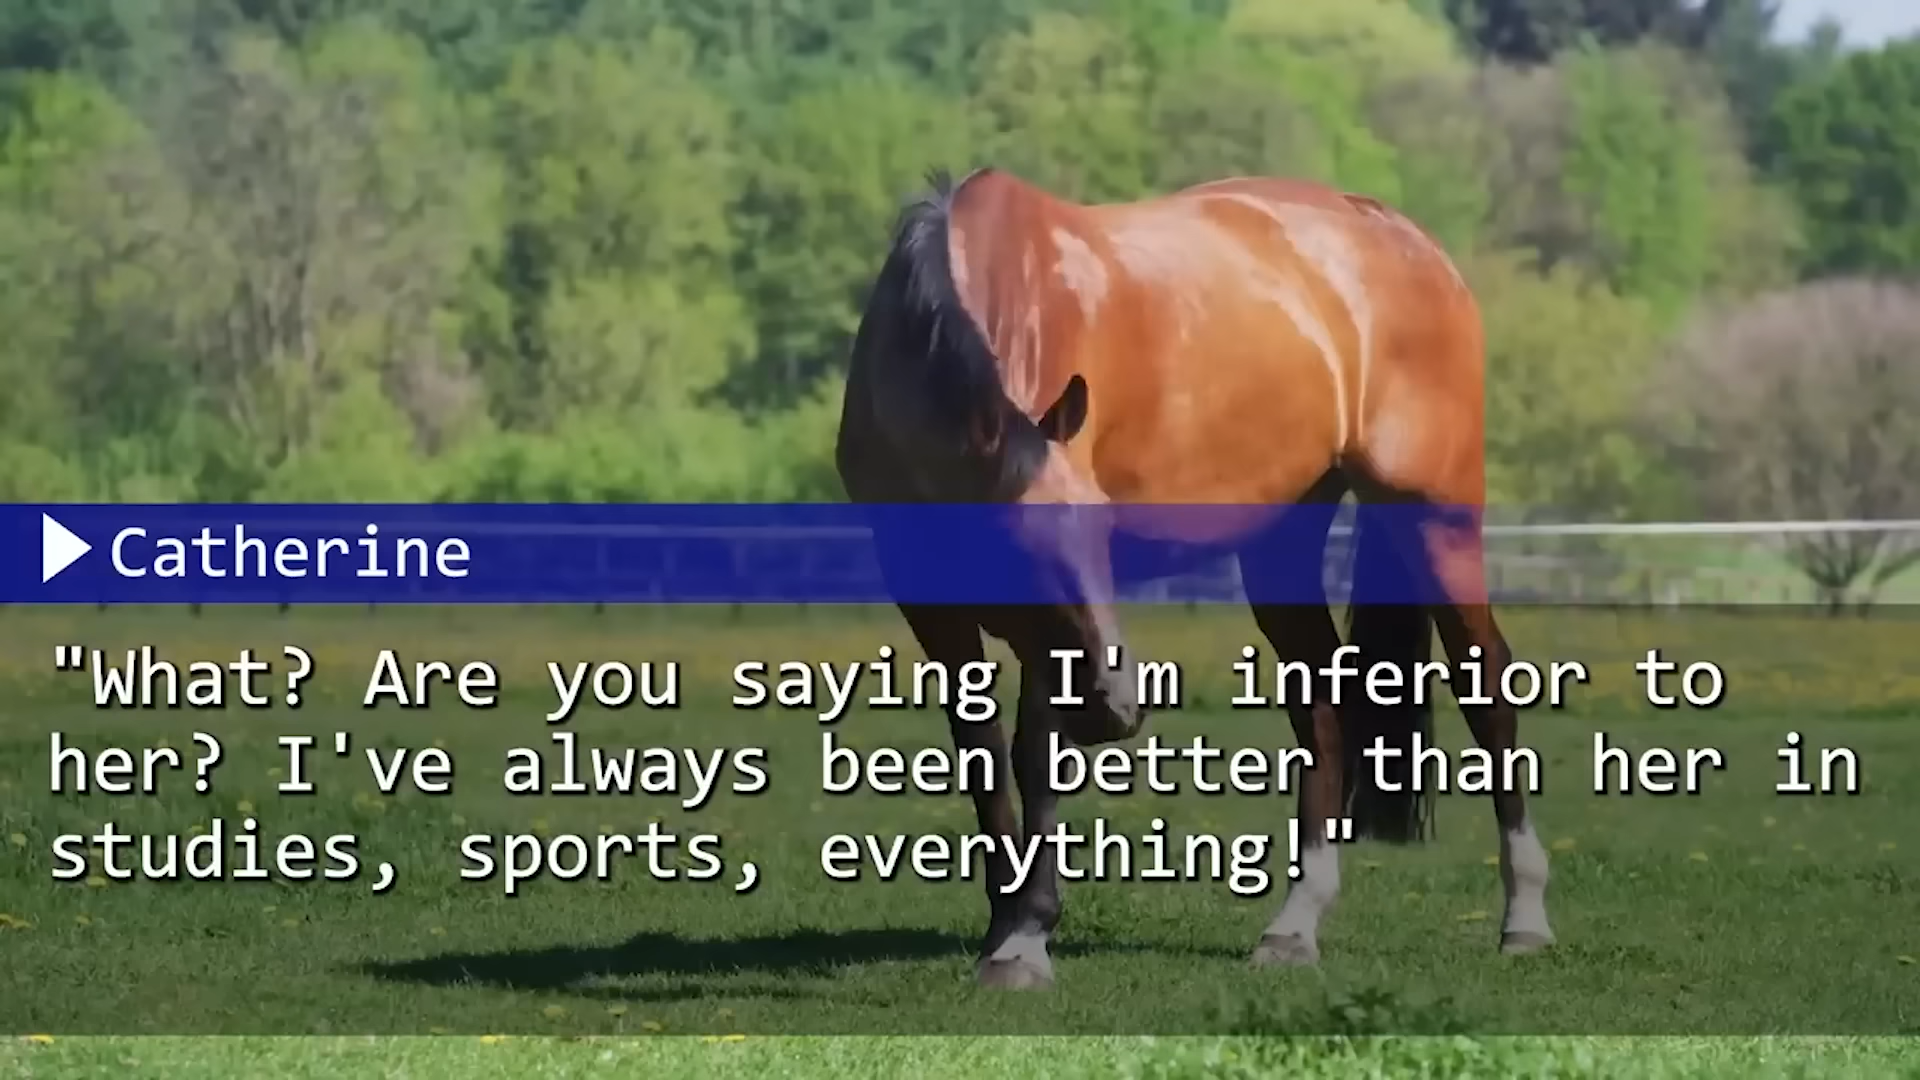 Catherine
"What? Are you saying I'm inferior to
her? I've always been better than her in
studies, sports, everything!"